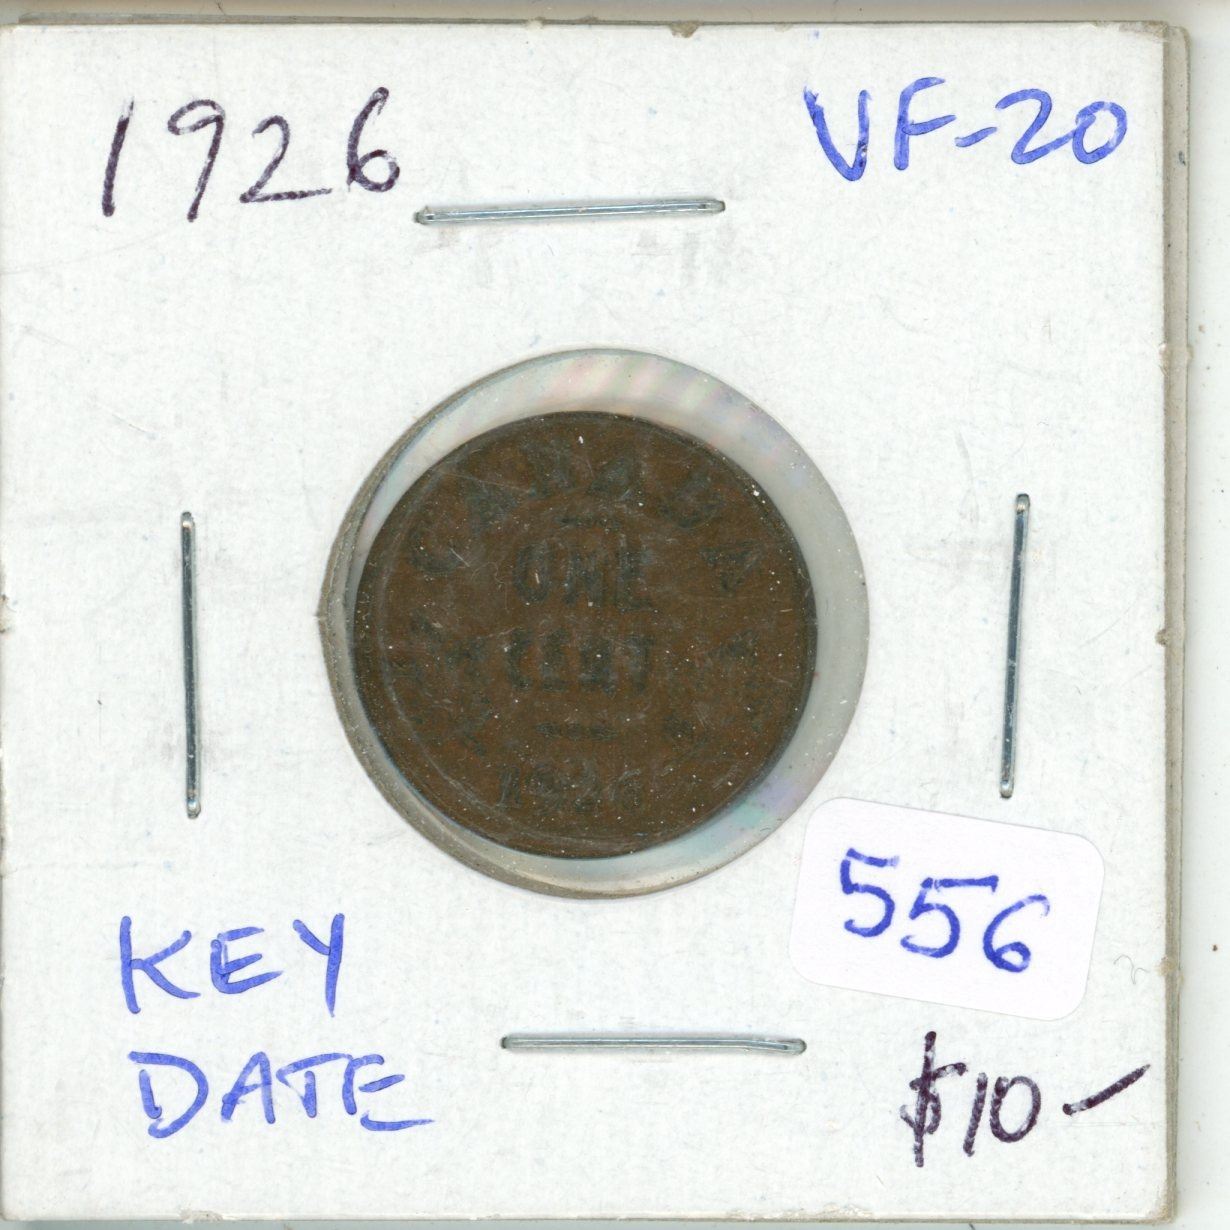 1926
VF-20
CANADA
ONE
CENT
1926
556
KEY
DATE
$10-